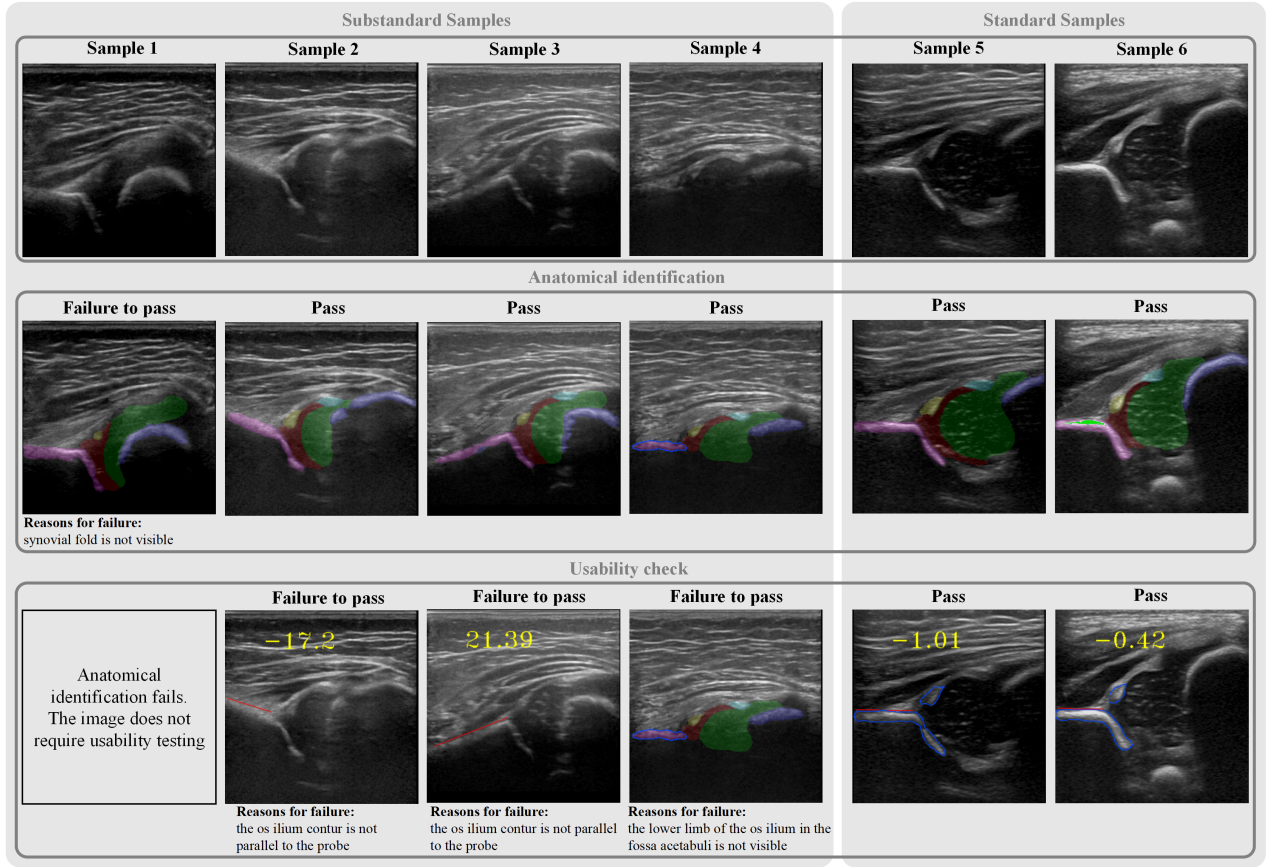 Substandard Samples
Standard Samples
Sample 1
Sample 2
Sample 3
Sample 4
Sample 5
Sample 6
Anatomical identification
Failure to pass
Pass
Pass
Pass
Pass
Pass
Reasons for failure:
synovial fold is not visible
Usability check
Failure to pass
Failure to pass
Failure to pass
Pass
Pass
Anatomical
identification fails.
The image does not
require usability testing
-17.2
21.39
-1.01
-0.42
Reasons for failure:
the os ilium contur is not
parallel to the probe
Reasons for failure:
the os ilium contur is not parallel
to the probe
Reasons for failure:
the lower limb of the os ilium in the
fossa acetabuli is not visible